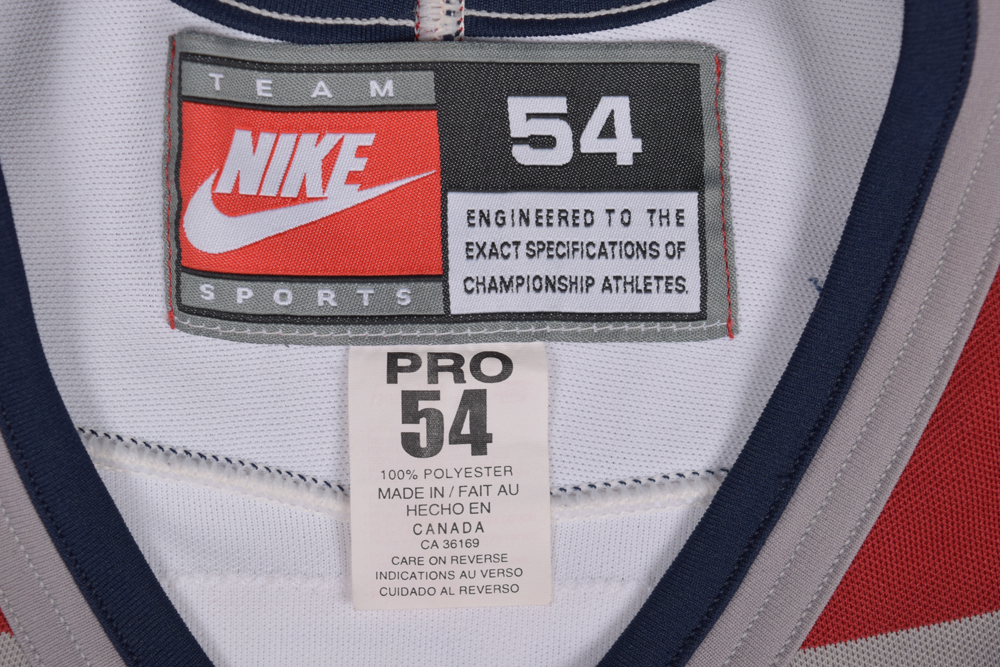 TEAM
NIKE
SPORTS
54
ENGINEERED TO THE
EXACT SPECIFICATIONS OF
CHAMPIONSHIP ATHLETES.
PRO
54
100% POLYESTER
MADE IN / FAIT AU
HECHO EN
CANADA
CA 36169
CARE ON REVERSE
INDICATIONS AU VERSO
CUIDADO AL REVERSO